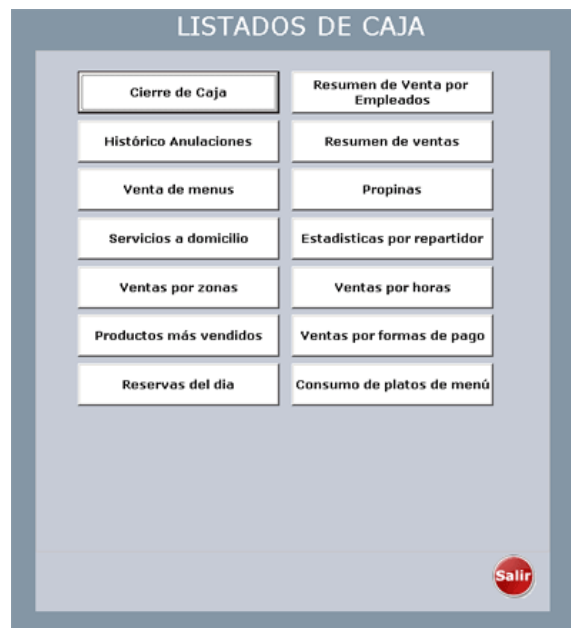 LISTADOS DE CAJA
Cierre de Caja
Resumen de Venta por
Empleados
Histórico Anulaciones
Resumen de ventas
Venta de menus
Propinas
Servicios a domicilio
Estadisticas por repartidor
Ventas por zonas
Ventas por horas
Productos más vendidos
Ventas por formas de pago
Reservas del dia
Consumo de platos de menú
Salir